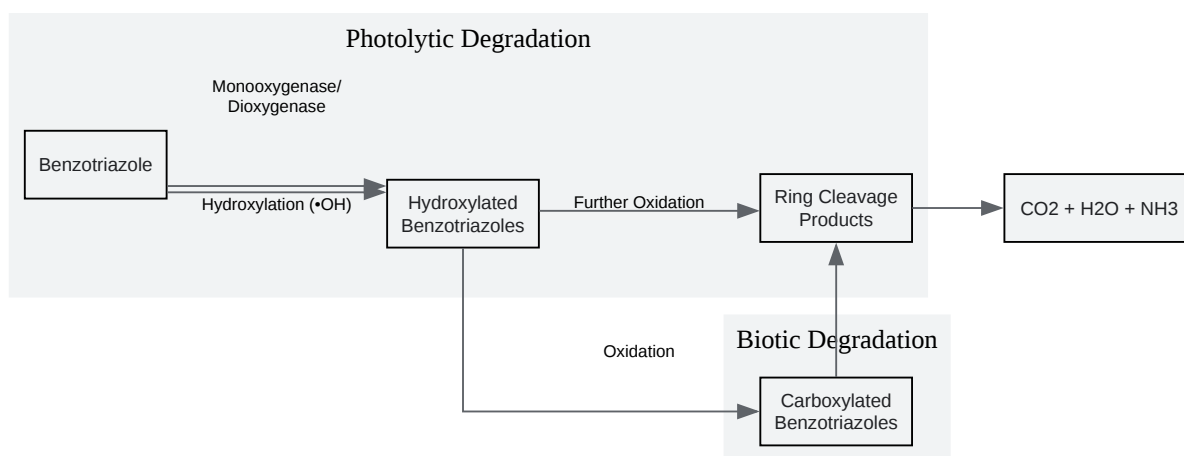 Photolytic Degradation
Monooxygenase/
Dioxygenase
Benzotriazole
Hydroxylation (•OH)
Hydroxylated
Benzotriazoles
Further Oxidation
Ring Cleavage
Products
CO2 + H2O + NH3
Biotic Degradation
Oxidation
Carboxylated
Benzotriazoles